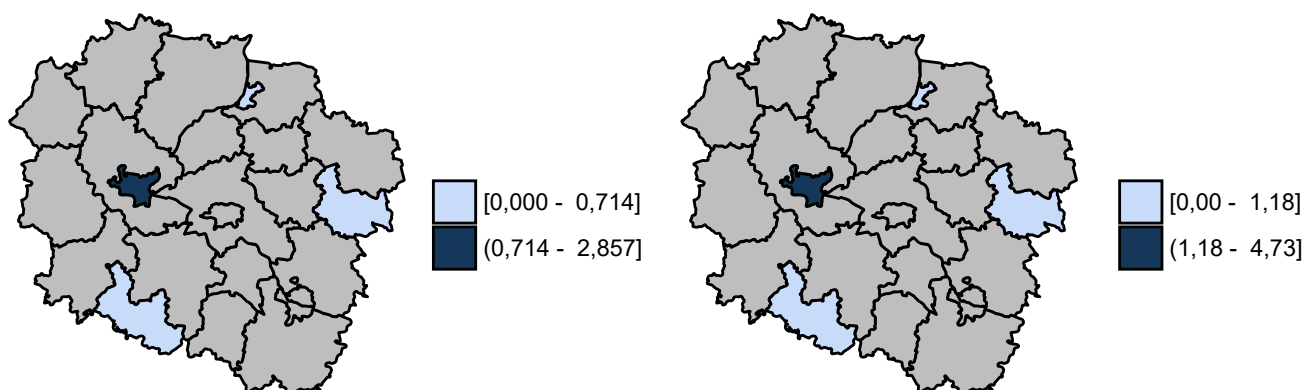 [0,000 - 0,714]
(0,714 - 2,857]
[0,00 - 1,18]
(1,18 - 4,73]